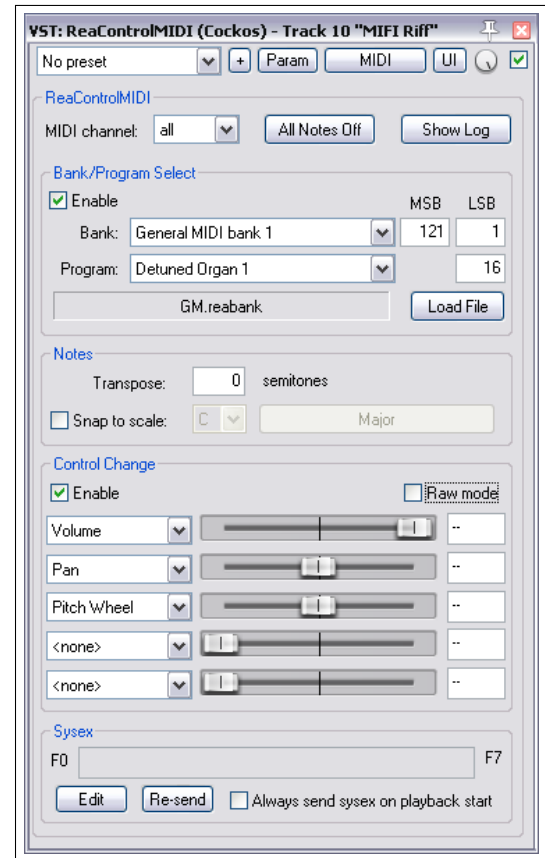 VST: ReaControlMIDI (Cockos) - Track 10 "MIFI Riff"
No preset + Param MIDI UI
ReaControlMIDI
MIDI channel: all All Notes Off Show Log
Bank/Program Select
Enable MSB LSB
Bank: General MIDI bank 1 121 1
Program: Detuned Organ 1 16
GM.reabank Load File
Notes
Transpose: 0 semitones
Snap to scale: C Major
Control Change
Enable Raw mode
Volume --
Pan --
Pitch Wheel --
<none> --
<none> --
Sysex
F0 F7
Edit Re-send Always send sysex on playback start